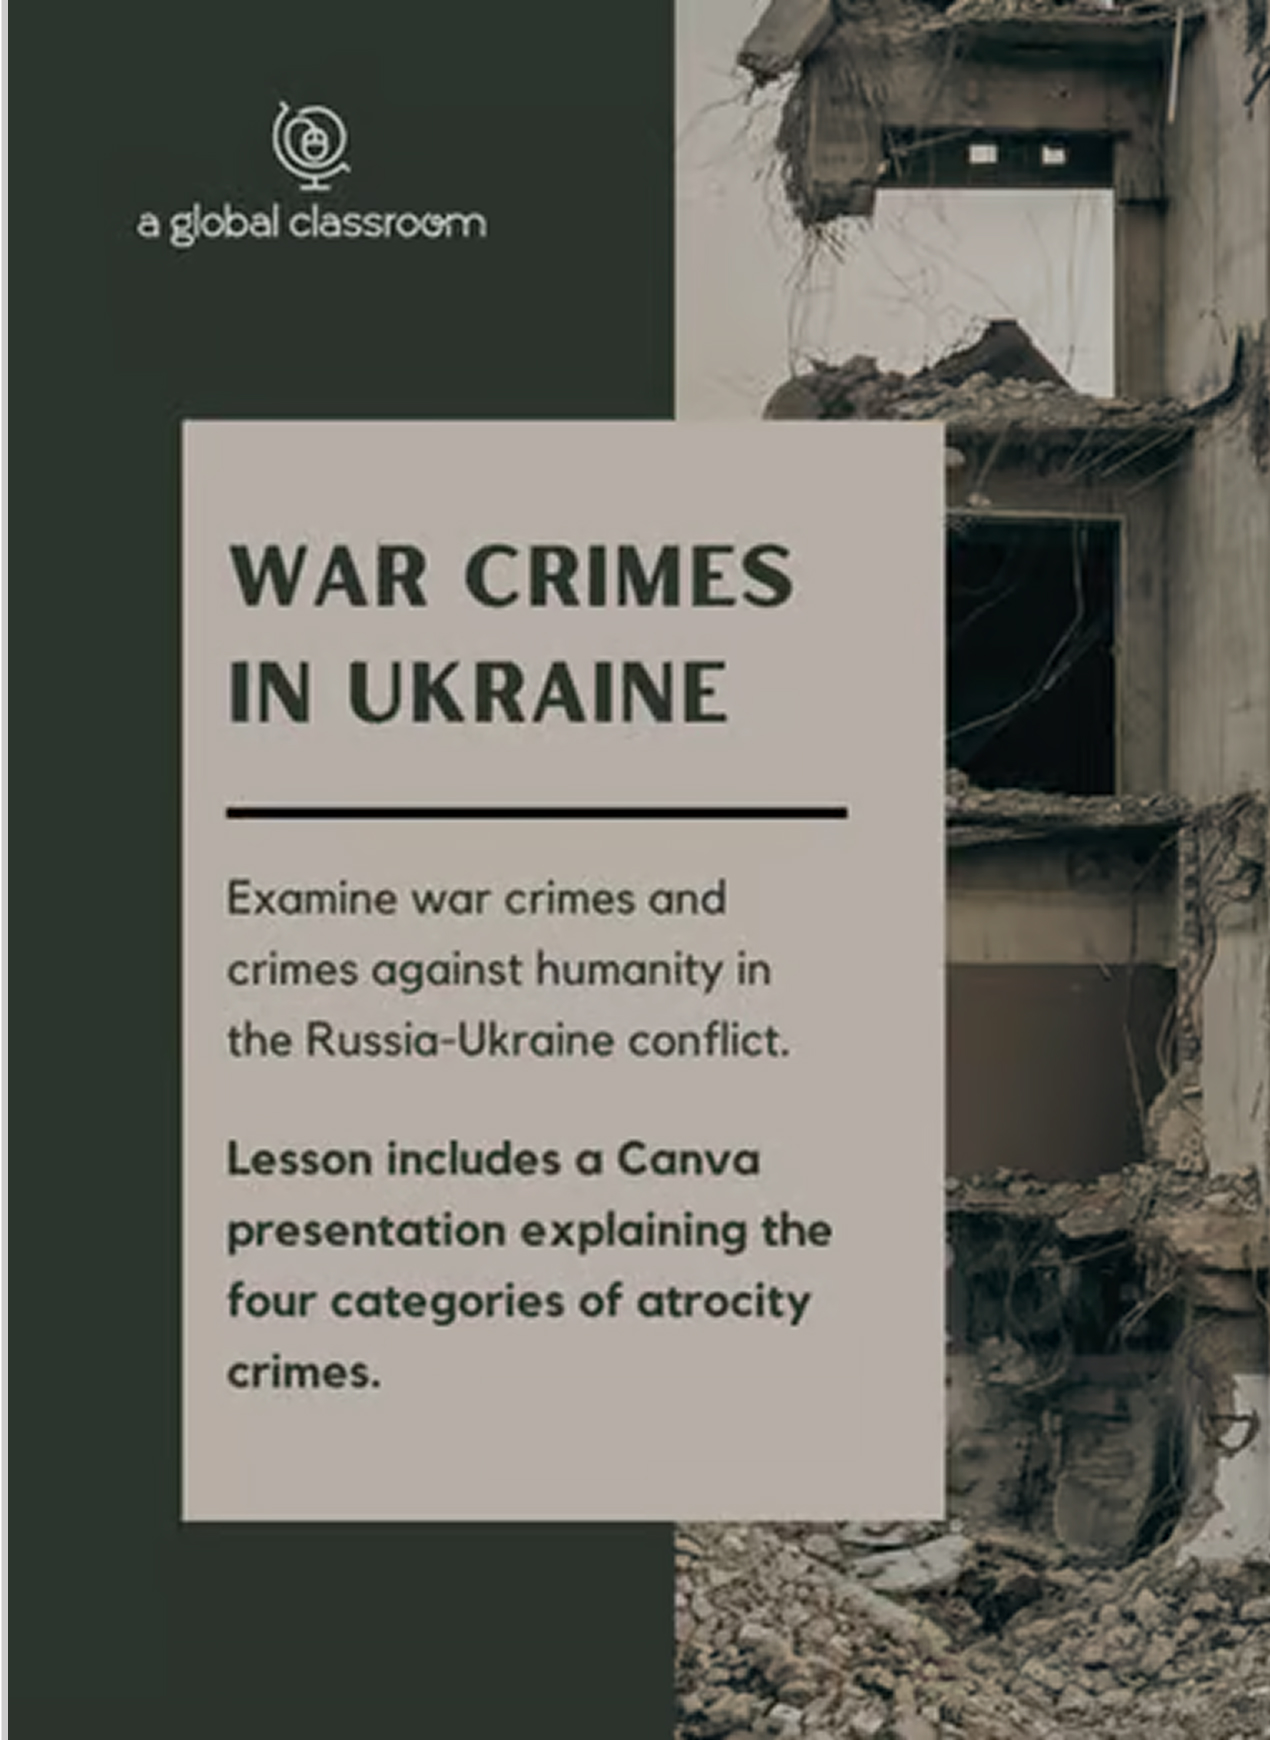 a global classroom
WAR CRIMES
IN UKRAINE
Examine war crimes and
crimes against humanity in
the Russia-Ukraine conflict.
Lesson includes a Canva
presentation explaining the
four categories of atrocity
crimes.